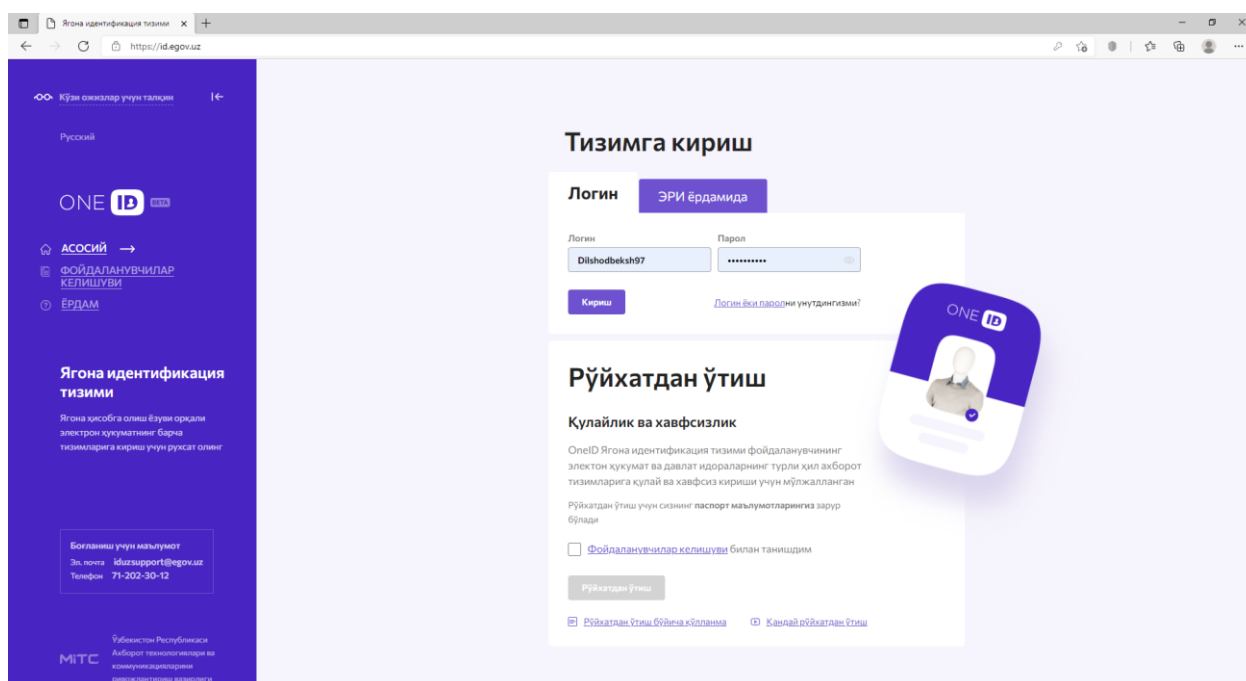 Ягона идентификация тизими
https://id.egov.uz
Кўзи ожизлар учун талқин
Русский
ONE ID BETA
АСОСИЙ
ФОЙДАЛАНУВЧИЛАР
КЕЛИШУВИ
ЁРДАМ
Ягона идентификация
тизими
Ягона ҳисобга олиш ёзуви орқали
электрон ҳукуматнинг барча
тизимларига кириш учун рухсат олинг
Боғланиш учун маълумот
Эл. почта iduzsupport@egov.uz
Телефон 71-202-30-12
MiTC
Ўзбекистон Республикаси
Ахборот технологиялари ва
коммуникацияларини
ривожлантириш вазирлиги
Тизимга кириш
Логин
ЭРИ ёрдамида
Логин
Парол
Dilshodbeksh97
••••••••••
Кириш
Логин ёки паролни унутдингизми?
ONE ID
Рўйхатдан ўтиш
Қулайлик ва хавфсизлик
OneID Ягона идентификация тизими фойдаланувчининг
электон ҳукумат ва давлат идораларнинг турли ҳил ахборот
тизимларига қулай ва хавфсиз кириши учун мўлжалланган
Рўйхатдан ўтиш учун сизнинг паспорт маълумотларингиз зарур
бўлади
Фойдаланувчилар келишуви билан танишдим
Рўйхатдан ўтиш
Рўйхатдан ўтиш бўйича қўлланма
Қандай рўйхатдан ўтиш